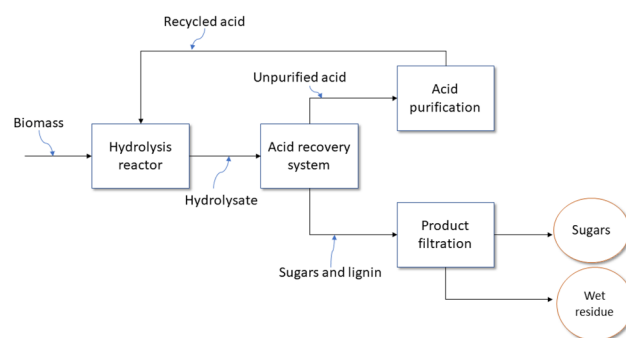 Recycled acid
Unpurified acid
Acid
purification
Biomass
Hydrolysis
reactor
Acid recovery
system
Hydrolysate
Product
filtration
Sugars
Sugars and lignin
Wet
residue